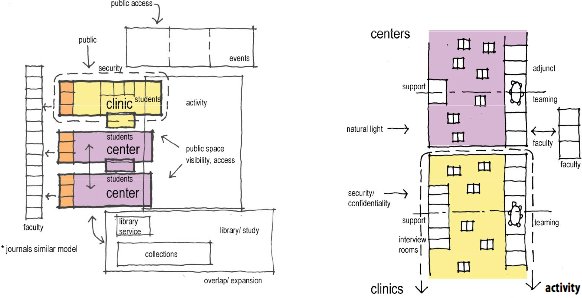 public access
public
events
security
students
clinic
activity
students
center
public space
visibility, access
students
center
faculty
library
service
library/ study
* journals similar model
collections
overlap/ expansion
centers
adjunct
support
teaming
natural light
faculty
faculty
security/
confidentiality
support
teaming
interview
rooms
clinics
activity